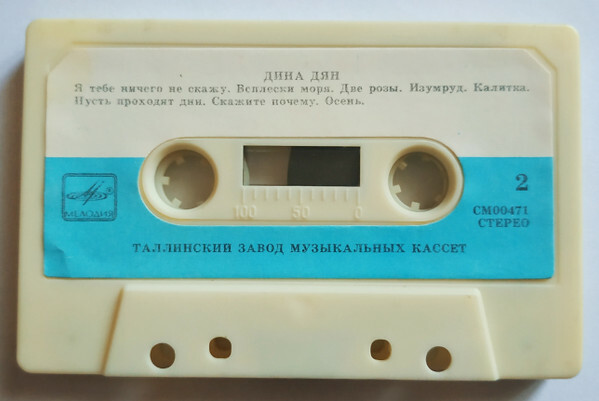 ДИНА ДЯН
Я тебе ничего не скажу. Всплески моря. Две розы. Изумруд. Калитка.
Пусть проходят дни. Скажите почему. Осень.
МЕЛОДИЯ
2
СМ00471
СТЕРЕО
100 50 0
ТАЛЛИНСКИЙ ЗАВОД МУЗЫКАЛЬНЫХ КАССЕТ